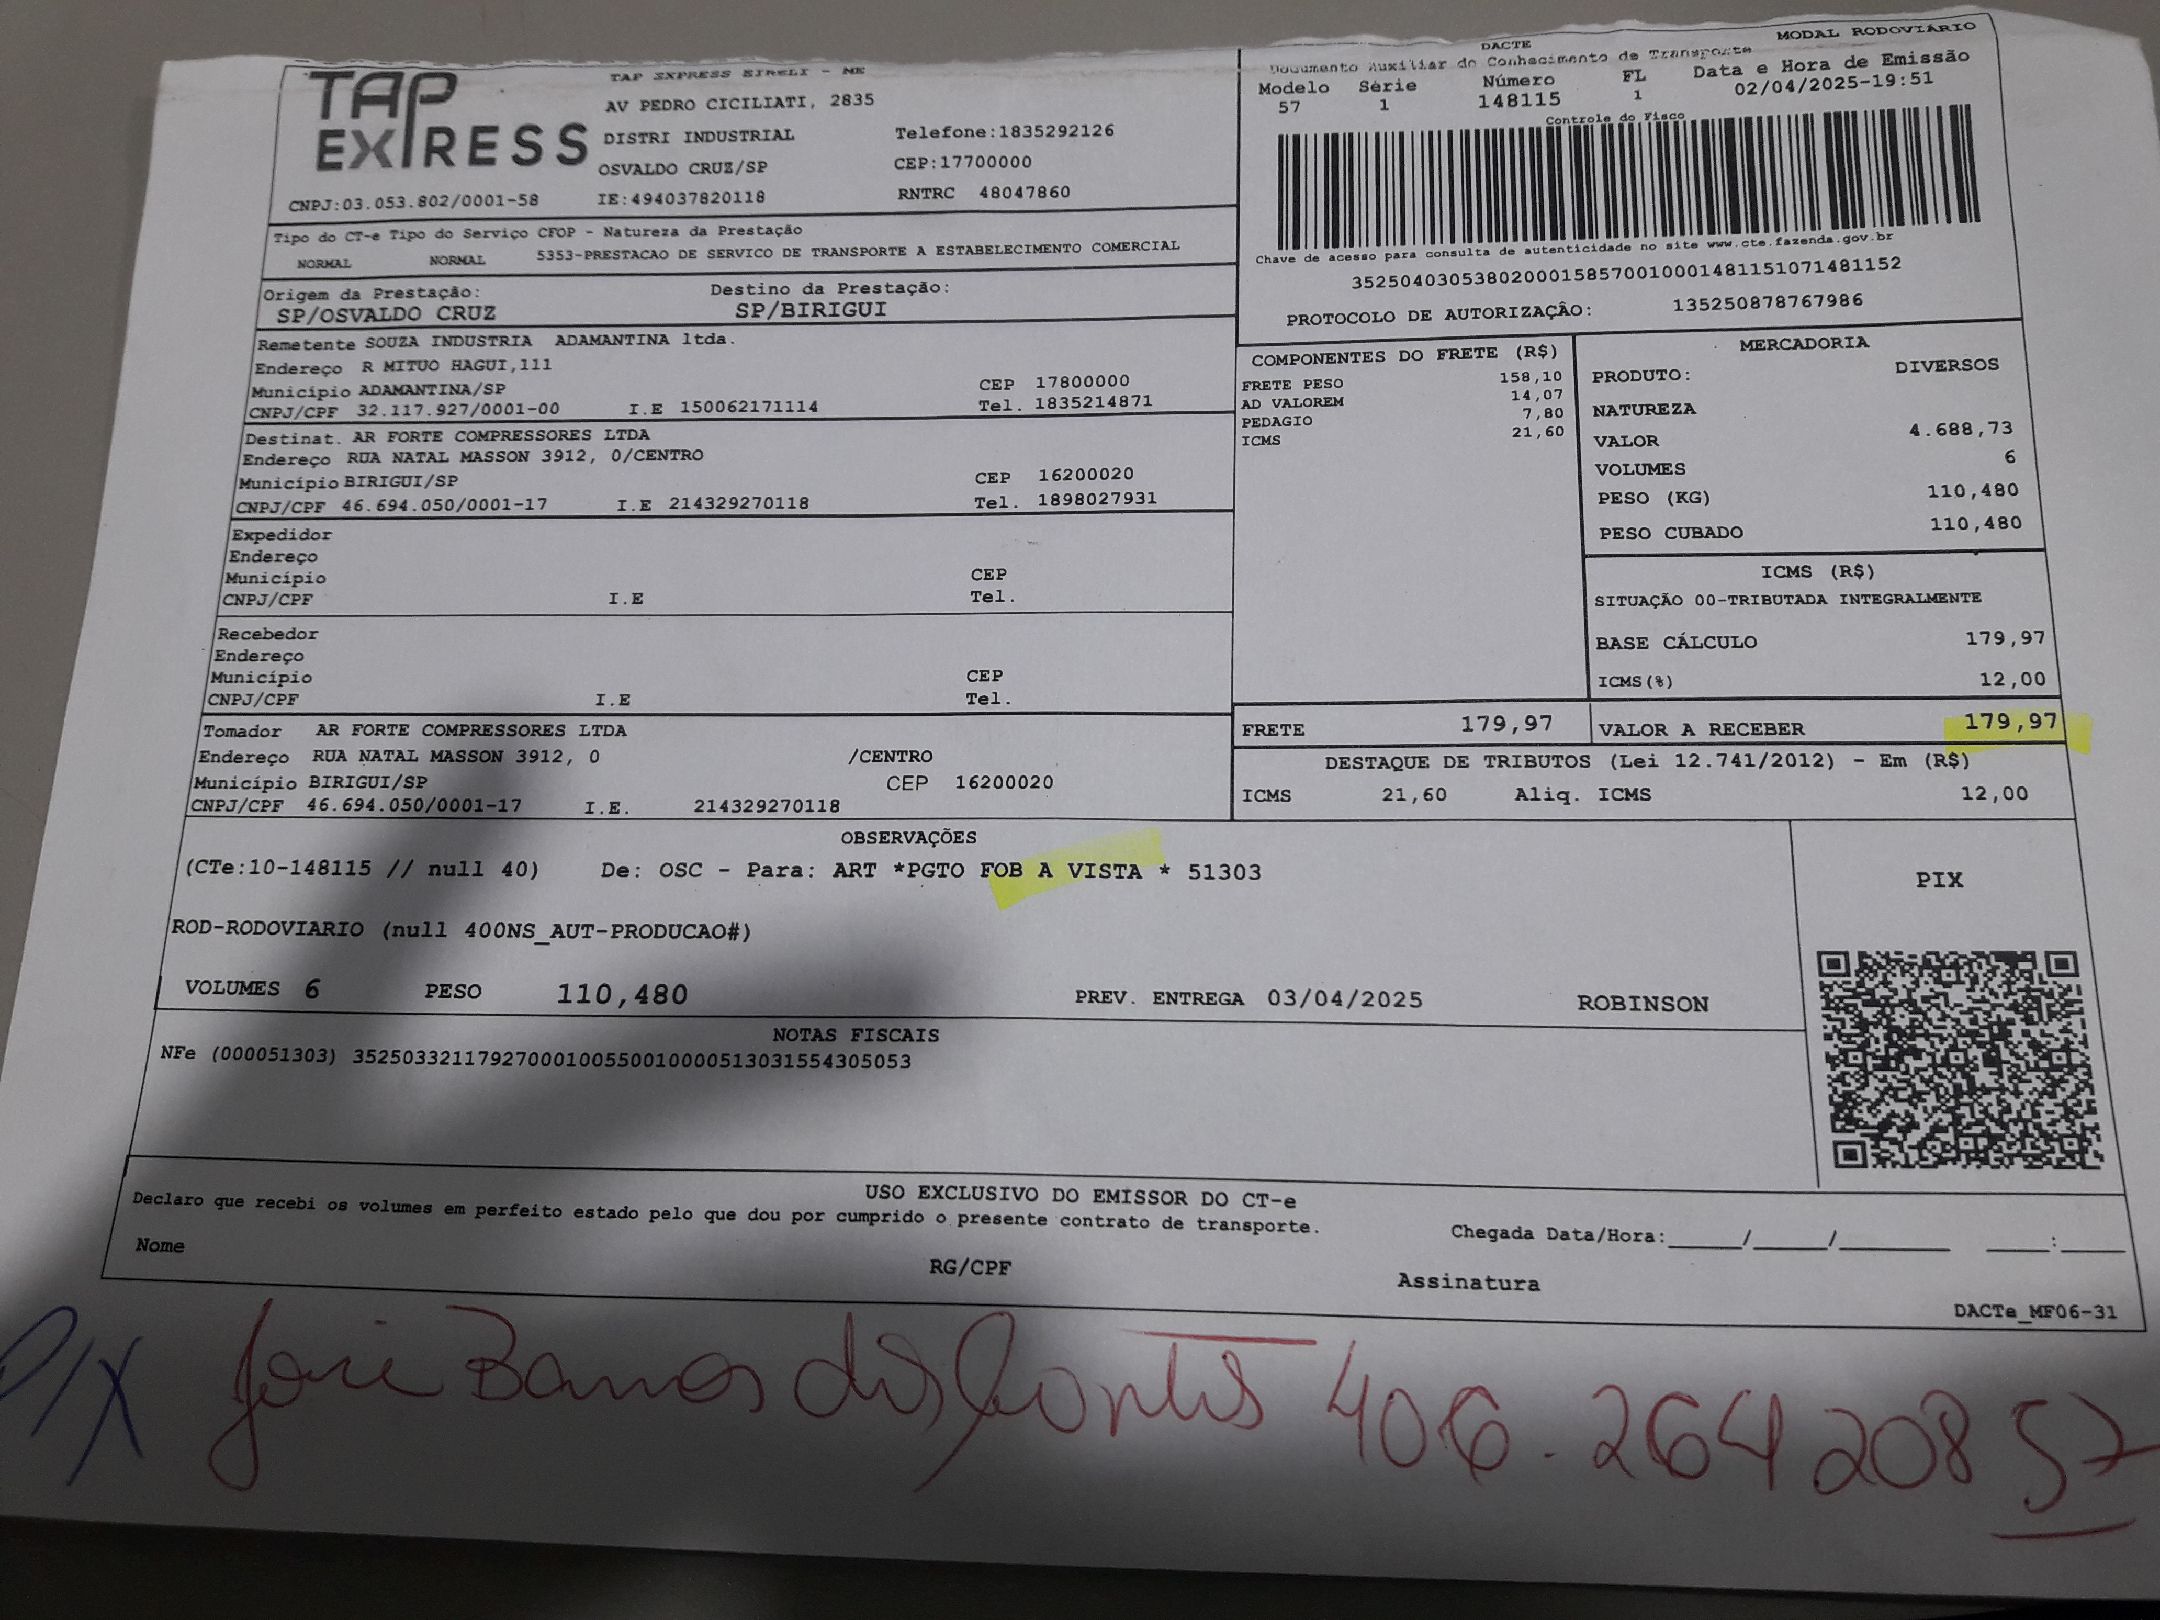 TAP EXPRESS
TAP EXPRESS EIRELI - ME
AV PEDRO CICILIATI, 2835
DISTRI INDUSTRIAL Telefone:1835292126
OSVALDO CRUZ/SP CEP:17700000
CNPJ:03.053.802/0001-58 IE:494037820118 RNTRC 48047860
DACTE MODAL RODOVIÁRIO
Documento Auxiliar do Conhecimento de Transporte
Modelo Série Número FL Data e Hora de Emissão
57 1 148115 1 02/04/2025-19:51
Controle do Fisco
Chave de acesso para consulta de autenticidade no site www.cte.fazenda.gov.br
35250403053802000158570010001481151071481152
PROTOCOLO DE AUTORIZAÇÃO: 135250878767986
Tipo do CT-e Tipo do Serviço CFOP - Natureza da Prestação
NORMAL NORMAL 5353-PRESTACAO DE SERVICO DE TRANSPORTE A ESTABELECIMENTO COMERCIAL
Origem da Prestação: Destino da Prestação:
SP/OSVALDO CRUZ SP/BIRIGUI
Remetente SOUZA INDUSTRIA ADAMANTINA ltda.
Endereço R MITUO HAGUI,111
Município ADAMANTINA/SP CEP 17800000
CNPJ/CPF 32.117.927/0001-00 I.E 150062171114 Tel. 1835214871
Destinat. AR FORTE COMPRESSORES LTDA
Endereço RUA NATAL MASSON 3912, 0/CENTRO
Município BIRIGUI/SP CEP 16200020
CNPJ/CPF 46.694.050/0001-17 I.E 214329270118 Tel. 1898027931
Expedidor
Endereço
Município CEP
CNPJ/CPF I.E Tel.
Recebedor
Endereço
Município CEP
CNPJ/CPF I.E Tel.
Tomador AR FORTE COMPRESSORES LTDA
Endereço RUA NATAL MASSON 3912, 0 /CENTRO
Município BIRIGUI/SP CEP 16200020
CNPJ/CPF 46.694.050/0001-17 I.E. 214329270118
COMPONENTES DO FRETE (R$)
FRETE PESO 158,10
AD VALOREM 14,07
PEDAGIO 7,80
ICMS 21,60
MERCADORIA
PRODUTO: DIVERSOS
NATUREZA
VALOR 4.688,73
VOLUMES 6
PESO (KG) 110,480
PESO CUBADO 110,480
ICMS (R$)
SITUAÇÃO 00-TRIBUTADA INTEGRALMENTE
BASE CÁLCULO 179,97
ICMS(%) 12,00
FRETE 179,97 VALOR A RECEBER 179,97
DESTAQUE DE TRIBUTOS (Lei 12.741/2012) - Em (R$)
ICMS 21,60 Aliq. ICMS 12,00
OBSERVAÇÕES
(CTe:10-148115 // null 40) De: OSC - Para: ART *PGTO FOB A VISTA * 51303
ROD-RODOVIARIO (null 400NS_AUT-PRODUCAO#)
VOLUMES 6 PESO 110,480 PREV. ENTREGA 03/04/2025 ROBINSON
PIX
NOTAS FISCAIS
NFe (000051303) 35250332117927000100550010000513031554305053
USO EXCLUSIVO DO EMISSOR DO CT-e
Declaro que recebi os volumes em perfeito estado pelo que dou por cumprido o presente contrato de transporte.
Chegada Data/Hora:____/____/______ ____:____
Nome RG/CPF Assinatura
DACTe_MF06-31
PIX José Barros 406.264 208 57